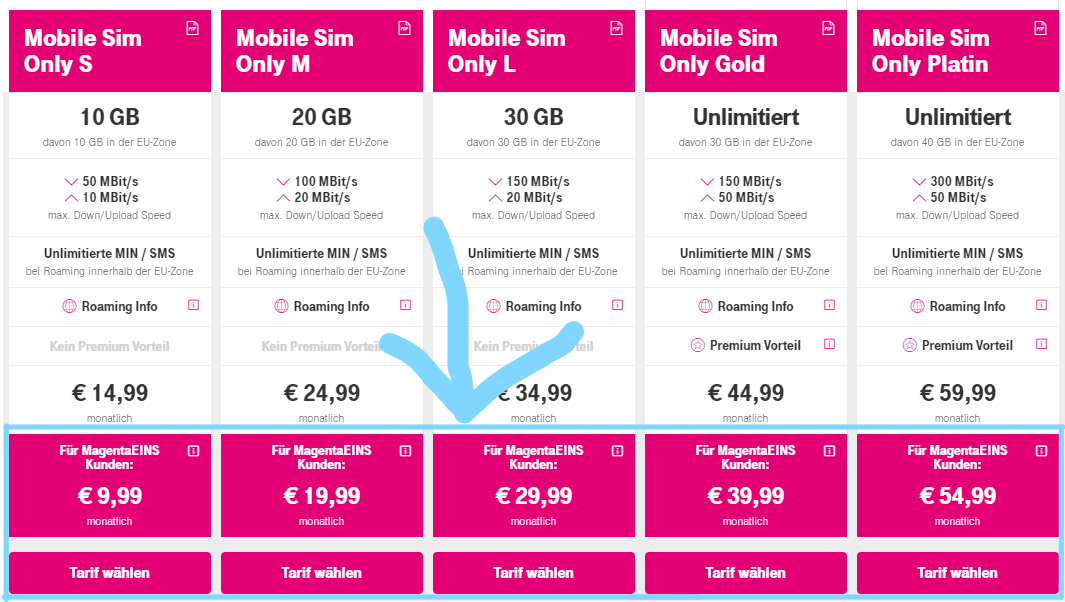 Mobile Sim
Only S
PDF
10 GB
davon 10 GB in der EU-Zone
50 MBit/s
10 MBit/s
max. Down/Upload Speed
Unlimitierte MIN / SMS
bei Roaming innerhalb der EU-Zone
Roaming Info
Kein Premium Vorteil
€ 14,99
monatlich
Für MagentaEINS
Kunden:
€ 9,99
monatlich
Tarif wählen
Mobile Sim
Only M
PDF
20 GB
davon 20 GB in der EU-Zone
100 MBit/s
20 MBit/s
max. Down/Upload Speed
Unlimitierte MIN / SMS
bei Roaming innerhalb der EU-Zone
Roaming Info
Kein Premium Vorteil
€ 24,99
monatlich
Für MagentaEINS
Kunden:
€ 19,99
monatlich
Tarif wählen
Mobile Sim
Only L
PDF
30 GB
davon 30 GB in der EU-Zone
150 MBit/s
20 MBit/s
max. Down/Upload Speed
Unlimitierte MIN / SMS
Roaming innerhalb der EU-Zone
Roaming Info
Kein Premium Vorteil
€ 34,99
monatlich
Für MagentaEINS
Kunden:
€ 29,99
monatlich
Tarif wählen
Mobile Sim
Only Gold
PDF
Unlimitiert
davon 30 GB in der EU-Zone
150 MBit/s
50 MBit/s
max. Down/Upload Speed
Unlimitierte MIN / SMS
bei Roaming innerhalb der EU-Zone
Roaming Info
Premium Vorteil
€ 44,99
monatlich
Für MagentaEINS
Kunden:
€ 39,99
monatlich
Tarif wählen
Mobile Sim
Only Platin
PDF
Unlimitiert
davon 40 GB in der EU-Zone
300 MBit/s
50 MBit/s
max. Down/Upload Speed
Unlimitierte MIN / SMS
bei Roaming innerhalb der EU-Zone
Roaming Info
Premium Vorteil
€ 59,99
monatlich
Für MagentaEINS
Kunden:
€ 54,99
monatlich
Tarif wählen